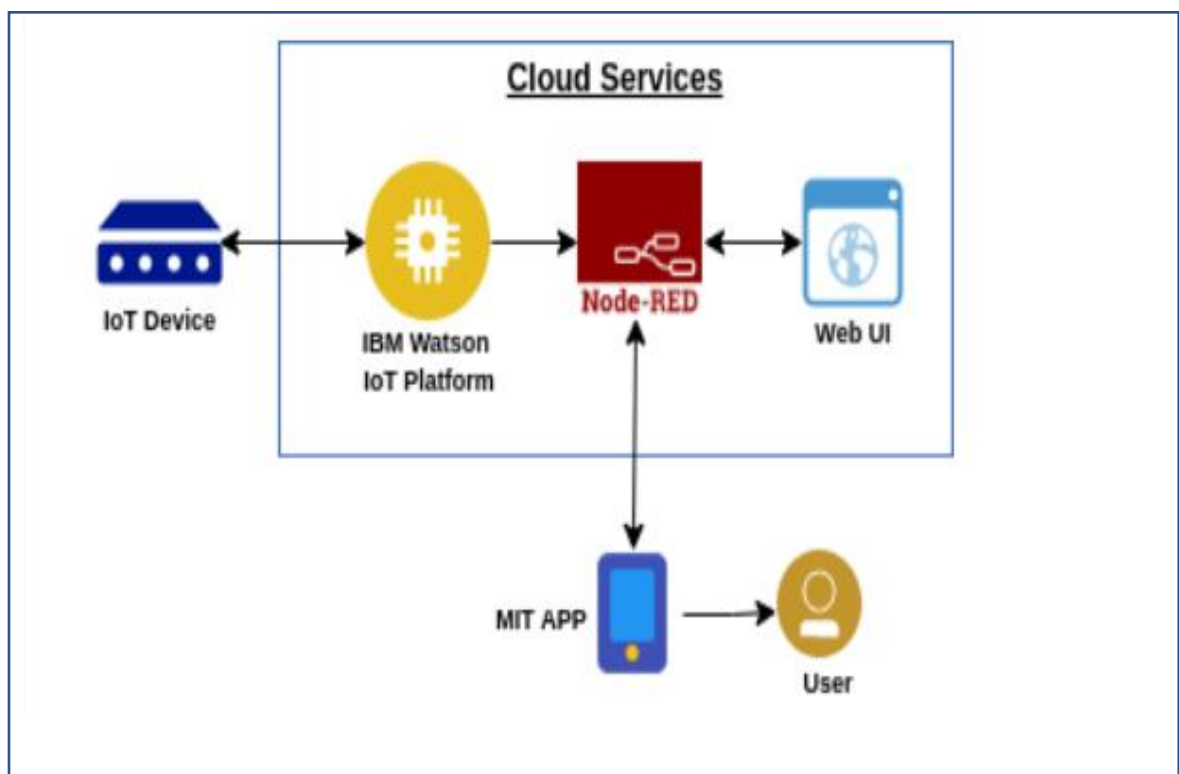 Cloud Services
IoT Device
IBM Watson
IoT Platform
Node-RED
Web UI
MIT APP
User